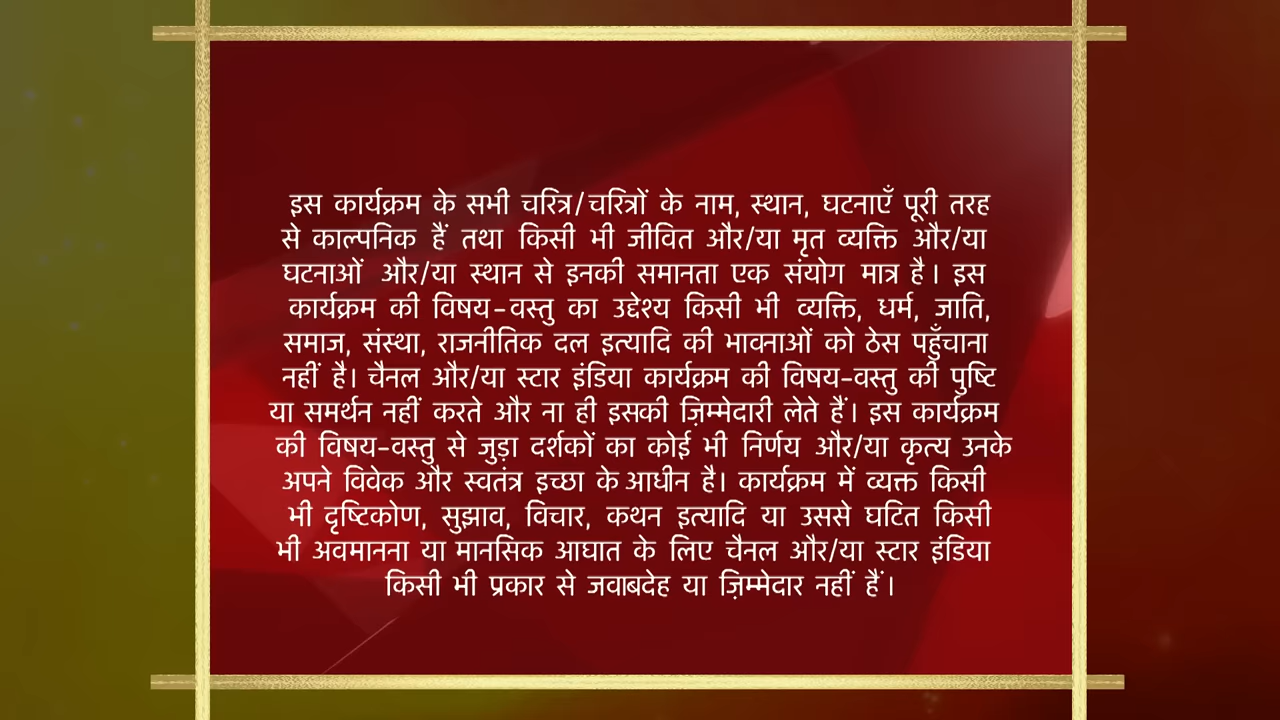 इस कार्यक्रम के सभी चरित्र/चरित्रों के नाम, स्थान, घटनाएँ पूरी तरह
से काल्पनिक हैं तथा किसी भी जीवित और/या मृत व्यक्ति और/या
घटनाओं और/या स्थान से इनकी समानता एक संयोग मात्र है। इस
कार्यक्रम की विषय-वस्तु का उद्देश्य किसी भी व्यक्ति, धर्म, जाति,
समाज, संस्था, राजनीतिक दल इत्यादि की भावनाओं को ठेस पहुँचाना
नहीं है। चैनल और/या स्टार इंडिया कार्यक्रम की विषय-वस्तु की पुष्टि
या समर्थन नहीं करते और ना ही इसकी ज़िम्मेदारी लेते हैं। इस कार्यक्रम
की विषय-वस्तु से जुड़ा दर्शकों का कोई भी निर्णय और/या कृत्य उनके
अपने विवेक और स्वतंत्र इच्छा के आधीन है। कार्यक्रम में व्यक्त किसी
भी दृष्टिकोण, सुझाव, विचार, कथन इत्यादि या उससे घटित किसी
भी अवमानना या मानसिक आघात के लिए चैनल और/या स्टार इंडिया
किसी भी प्रकार से जवाबदेह या ज़िम्मेदार नहीं हैं।